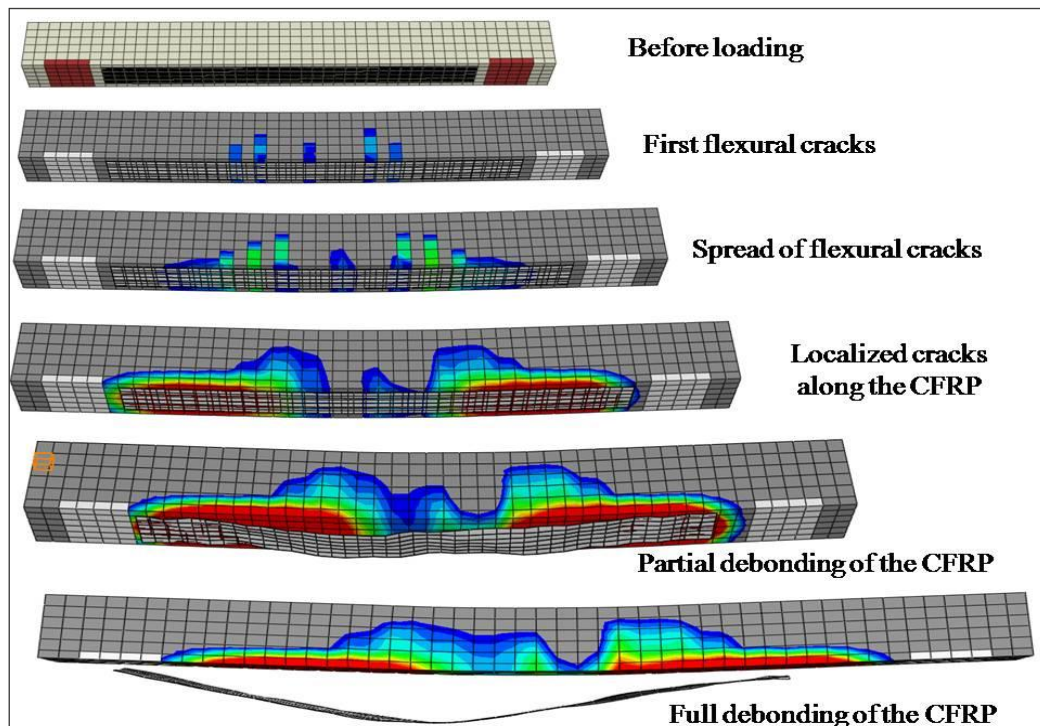 Before loading
First flexural cracks
Spread of flexural cracks
Localized cracks
along the CFRP
Partial debonding of the CFRP
Full debonding of the CFRP